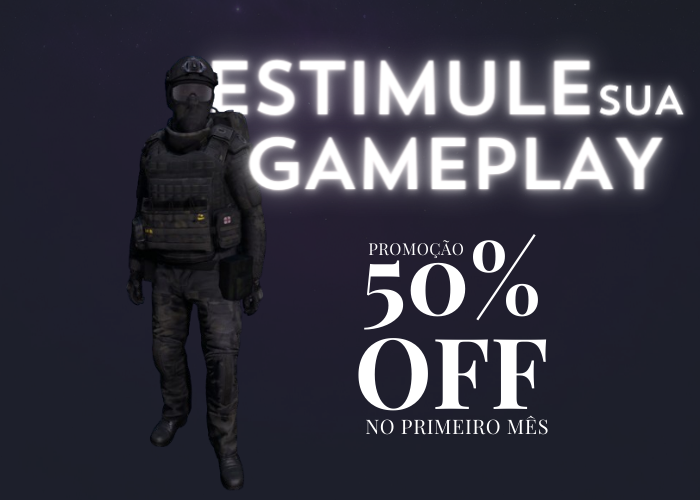 ESTIMULE SUA
GAMEPLAY
PROMOÇÃO
50%
OFF
NO PRIMEIRO MÊS